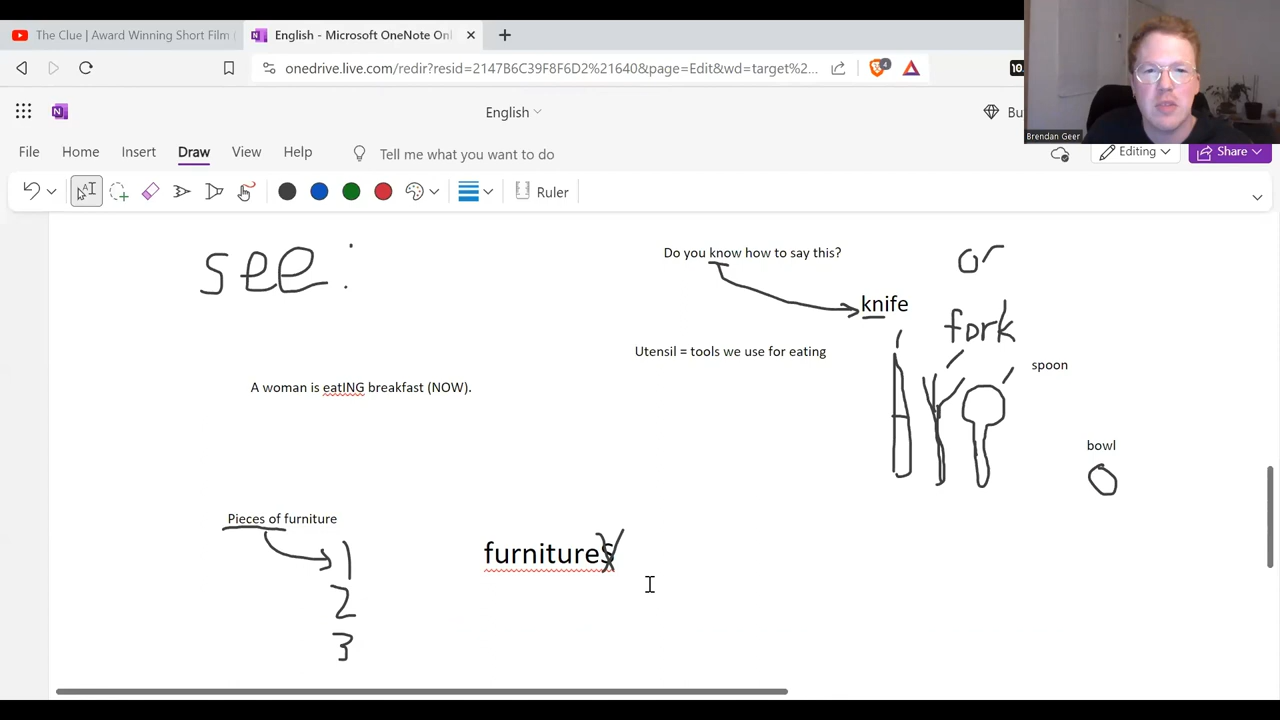 The Clue | Award Winning Short Film
English - Microsoft OneNote Onl
onedrive.live.com/redir?resid=2147B6C39F8F6D2%21640&page=Edit&wd=target%2...
4
10.
Brendan Geer
N
English
Bu
File Home Insert Draw View Help Tell me what you want to do
Editing Share
Ruler
see:
Do you know how to say this?
or
knife
fork
Utensil = tools we use for eating
spoon
A woman is eatING breakfast (NOW).
bowl
Pieces of furniture
furnitures
1
2
3